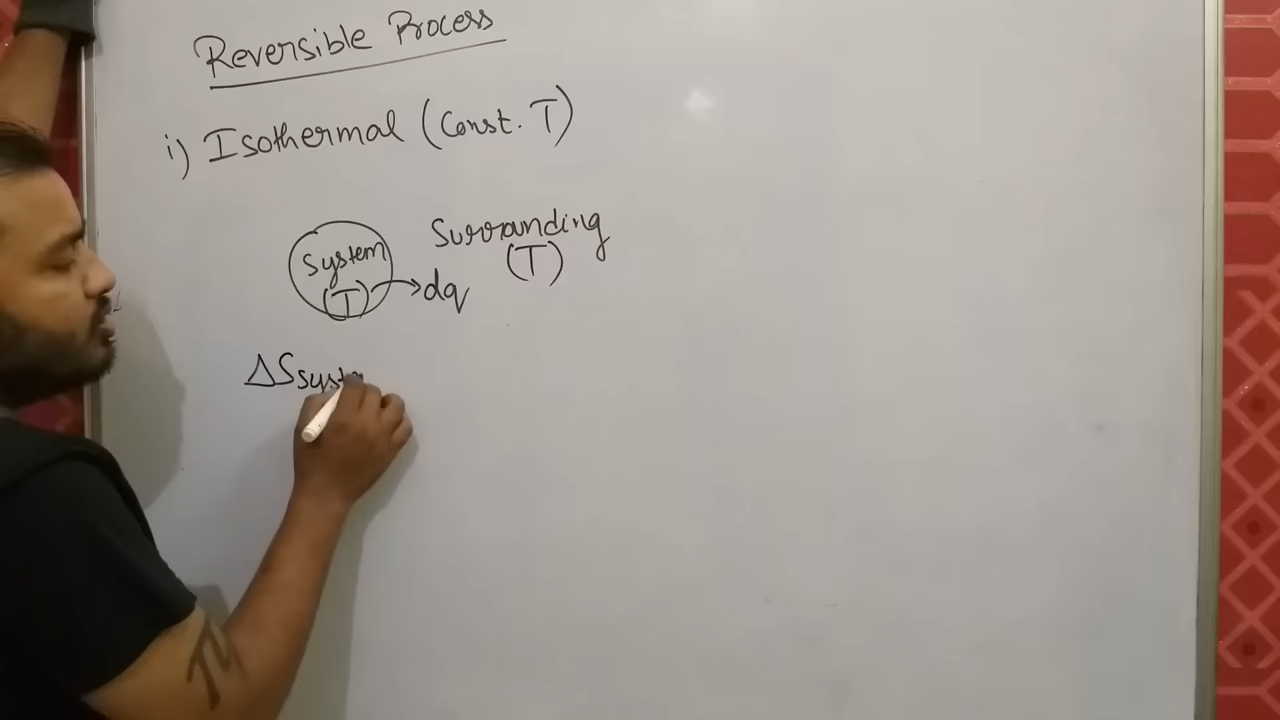 Reversible Process
i) Isothermal (Const. T)
System
(T)
Surrounding
(T)
dq
ΔS